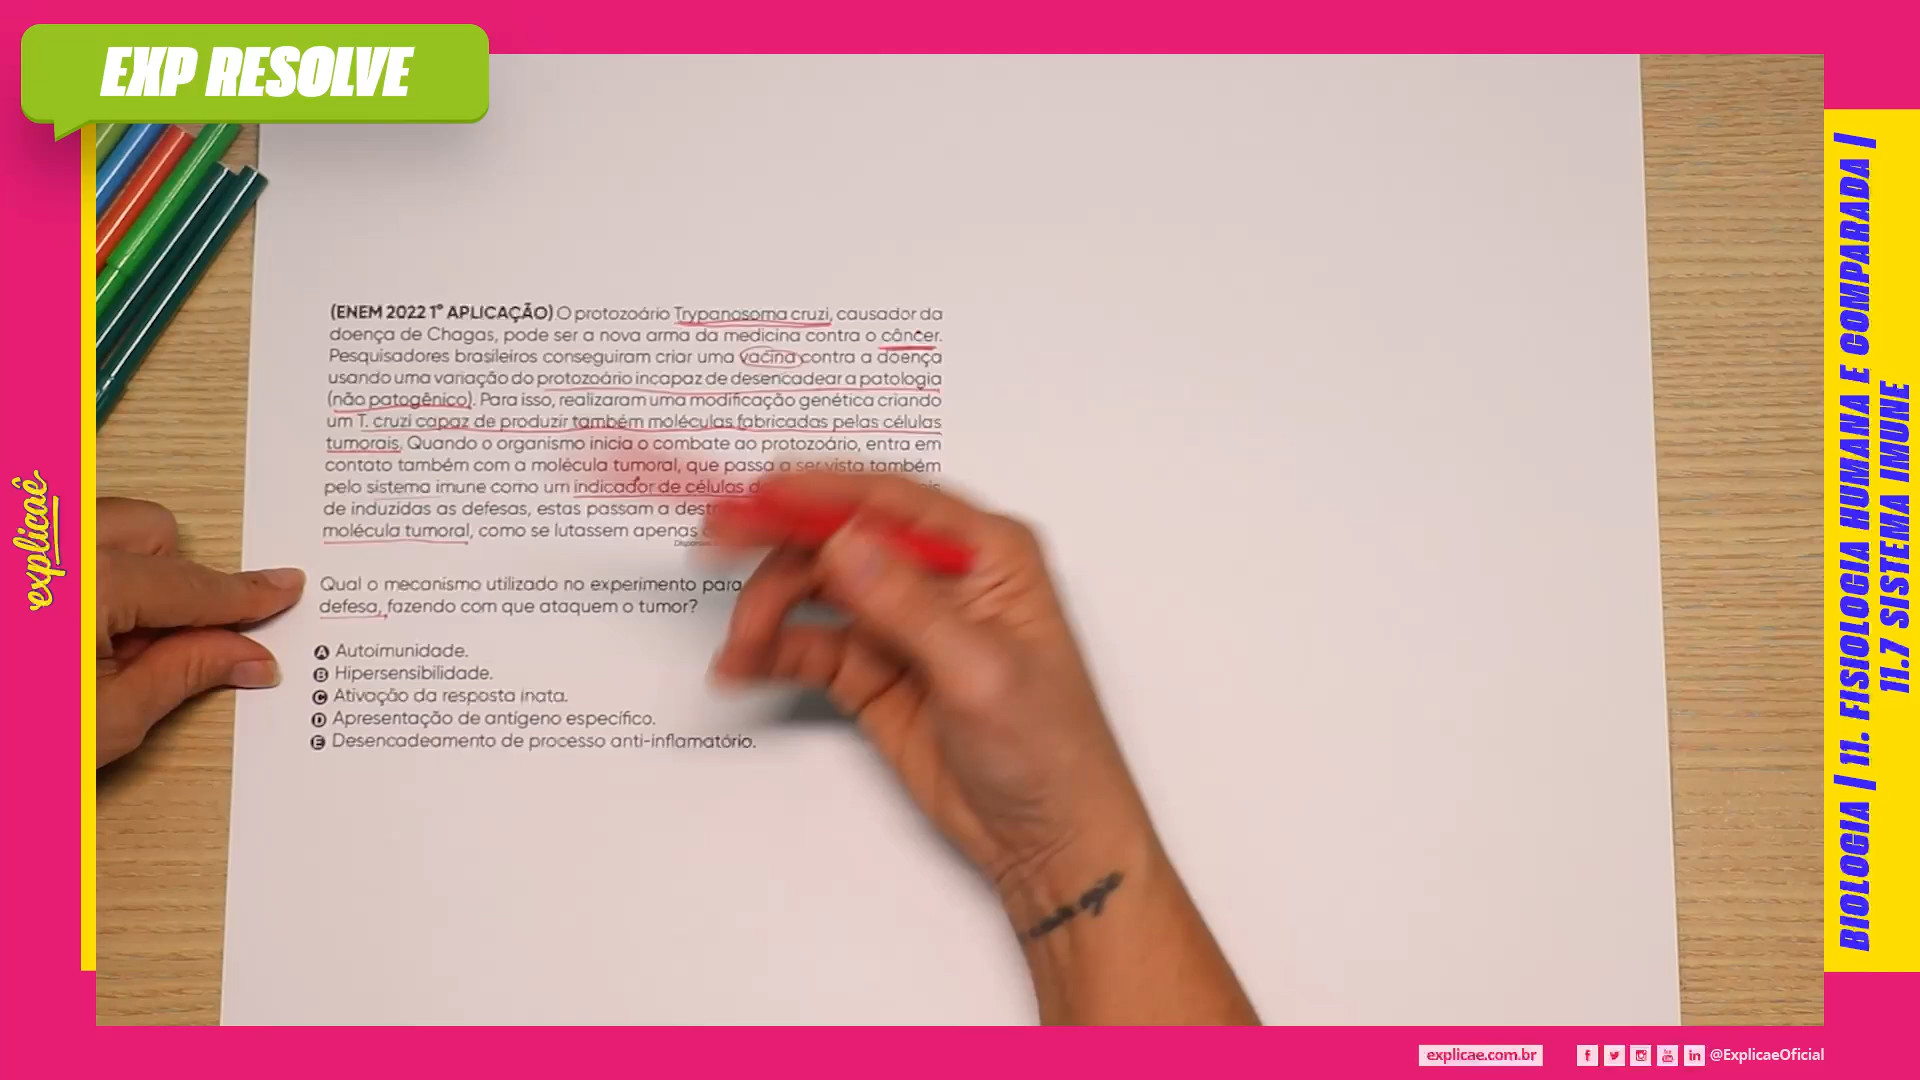 EXP RESOLVE
(ENEM 2022 1° APLICAÇÃO) O protozoário Trypanosoma cruzi, causador da
doença de Chagas, pode ser a nova arma da medicina contra o câncer.
Pesquisadores brasileiros conseguiram criar uma vacina contra a doença
usando uma variação do protozoário incapaz de desencadear a patologia
(não patogênico). Para isso, realizaram uma modificação genética criando
um T. cruzi capaz de produzir também moléculas fabricadas pelas células
tumorais. Quando o organismo inicia o combate ao protozoário, entra em
contato também com a molécula tumoral, que passa a ser vista também
pelo sistema imune como um indicador de células
de induzidas as defesas, estas passam a
molécula tumoral, como se lutassem apenas
Qual o mecanismo utilizado no experimento para
defesa, fazendo com que ataquem o tumor?
A Autoimunidade.
B Hipersensibilidade.
C Ativação da resposta inata.
D Apresentação de antígeno específico.
E Desencadeamento de processo anti-inflamatório.
explicaê
BIOLOGIA | 11. FISIOLOGIA HUMANA E COMPARADA |
11.7 SISTEMA IMUNE
explicae.com.br
@ExplicaeOficial